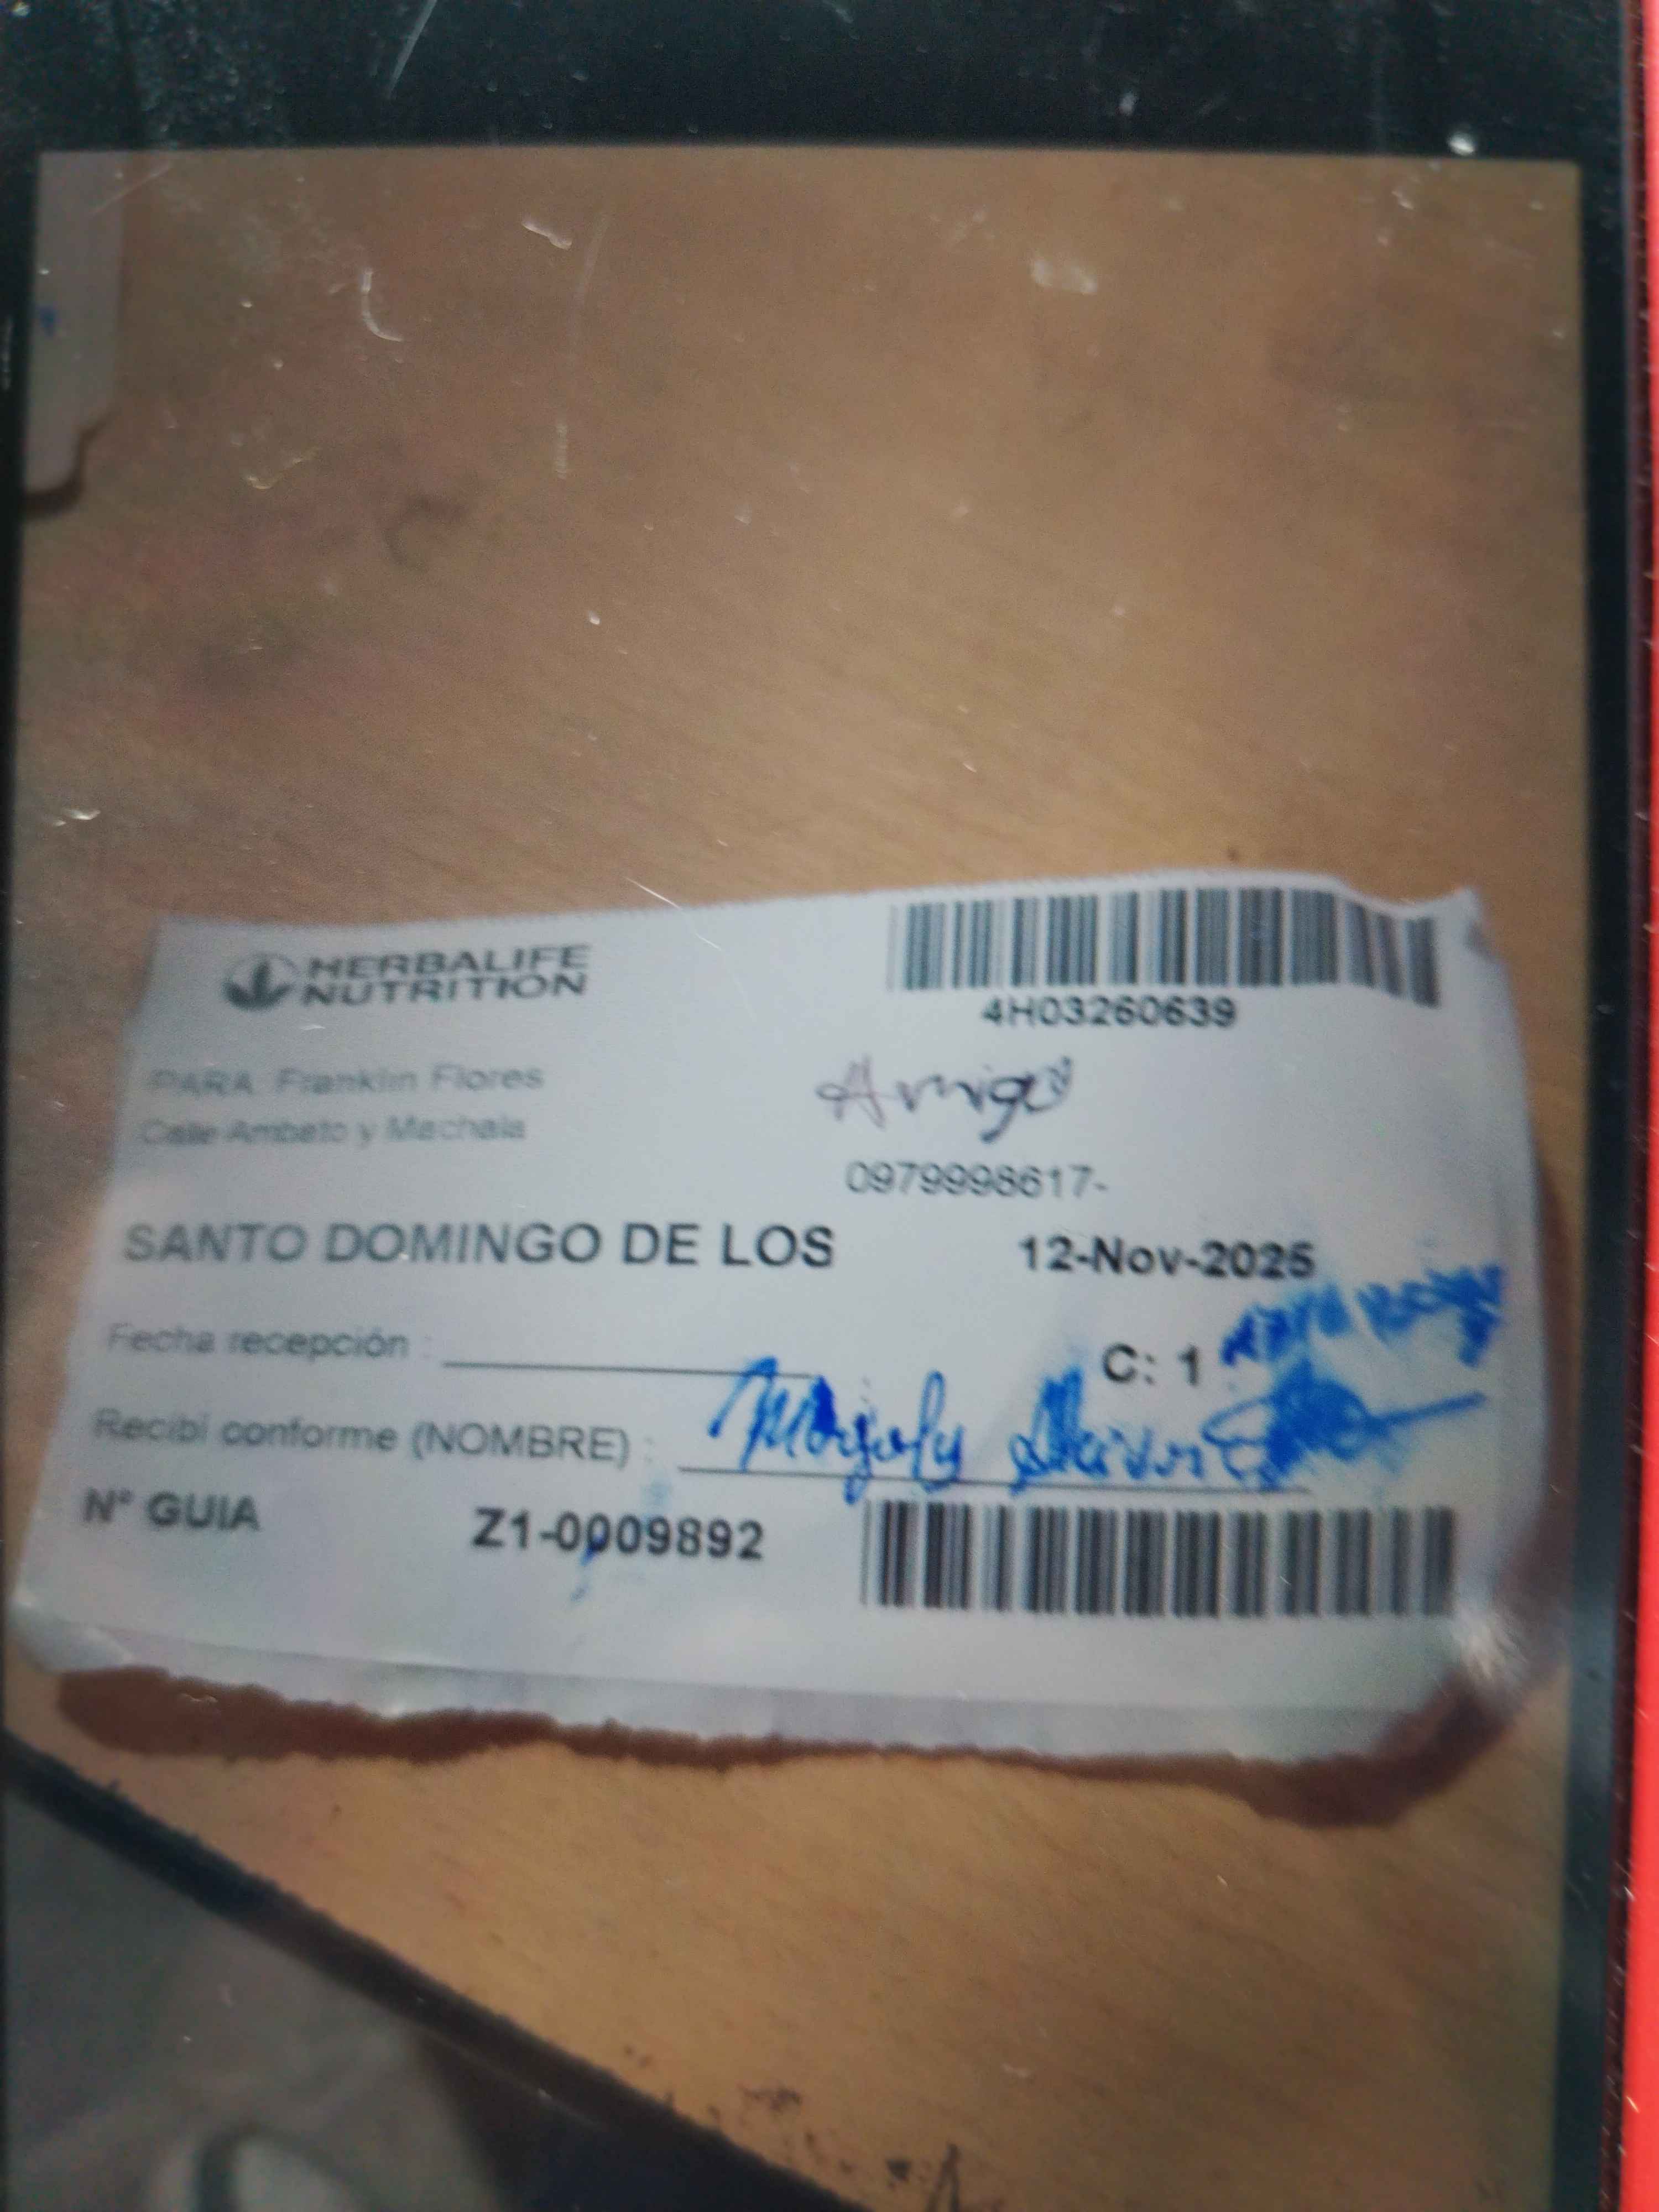 HERBALIFE
NUTRITION
4H03260639
PARA: Franklin Flores
Amigo
Calle Ambato y Machala
0979998617-
SANTO DOMINGO DE LOS
12-Nov-2025
Fecha recepción :
C: 1
Recibi conforme (NOMBRE) :
N° GUIA
Z1-0009892